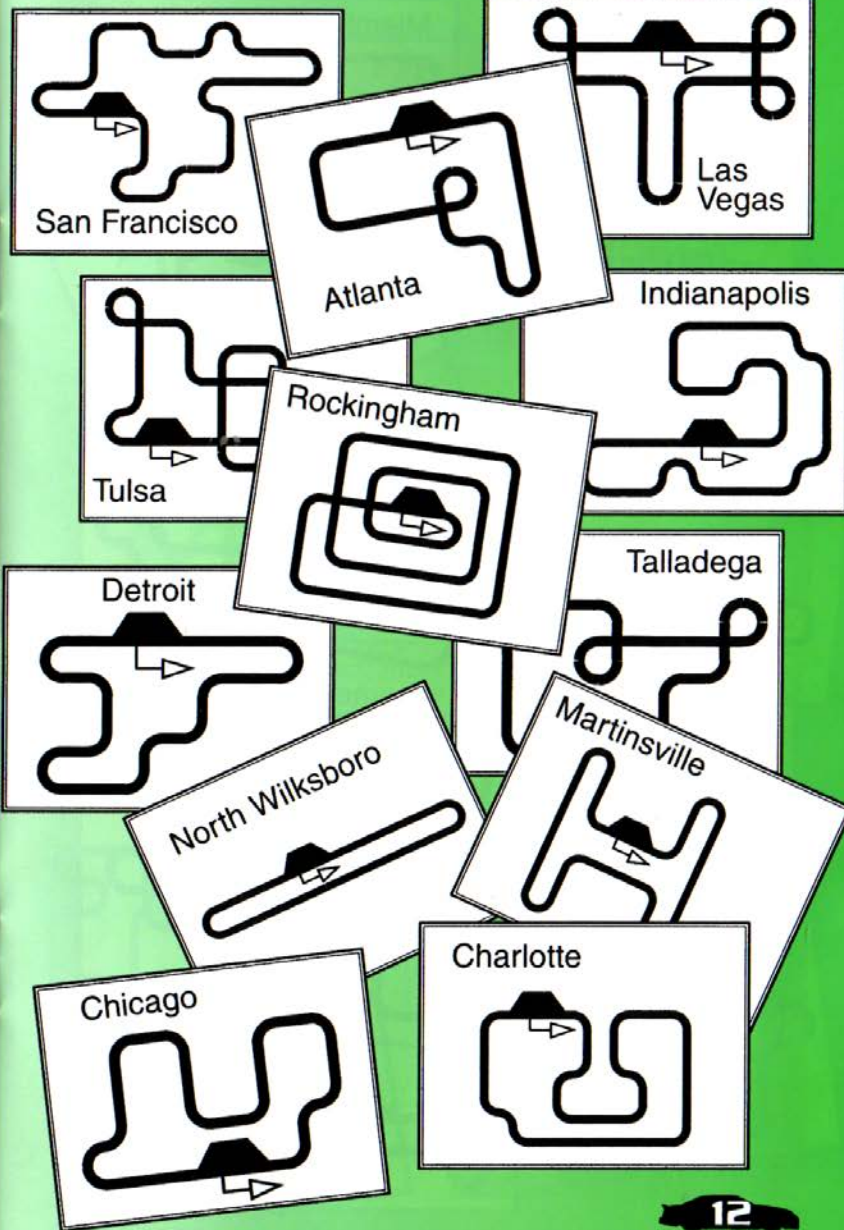 San Francisco
Las
Vegas
Atlanta
Indianapolis
Tulsa
Rockingham
Detroit
Talladega
North Wilksboro
Martinsville
Chicago
Charlotte
12